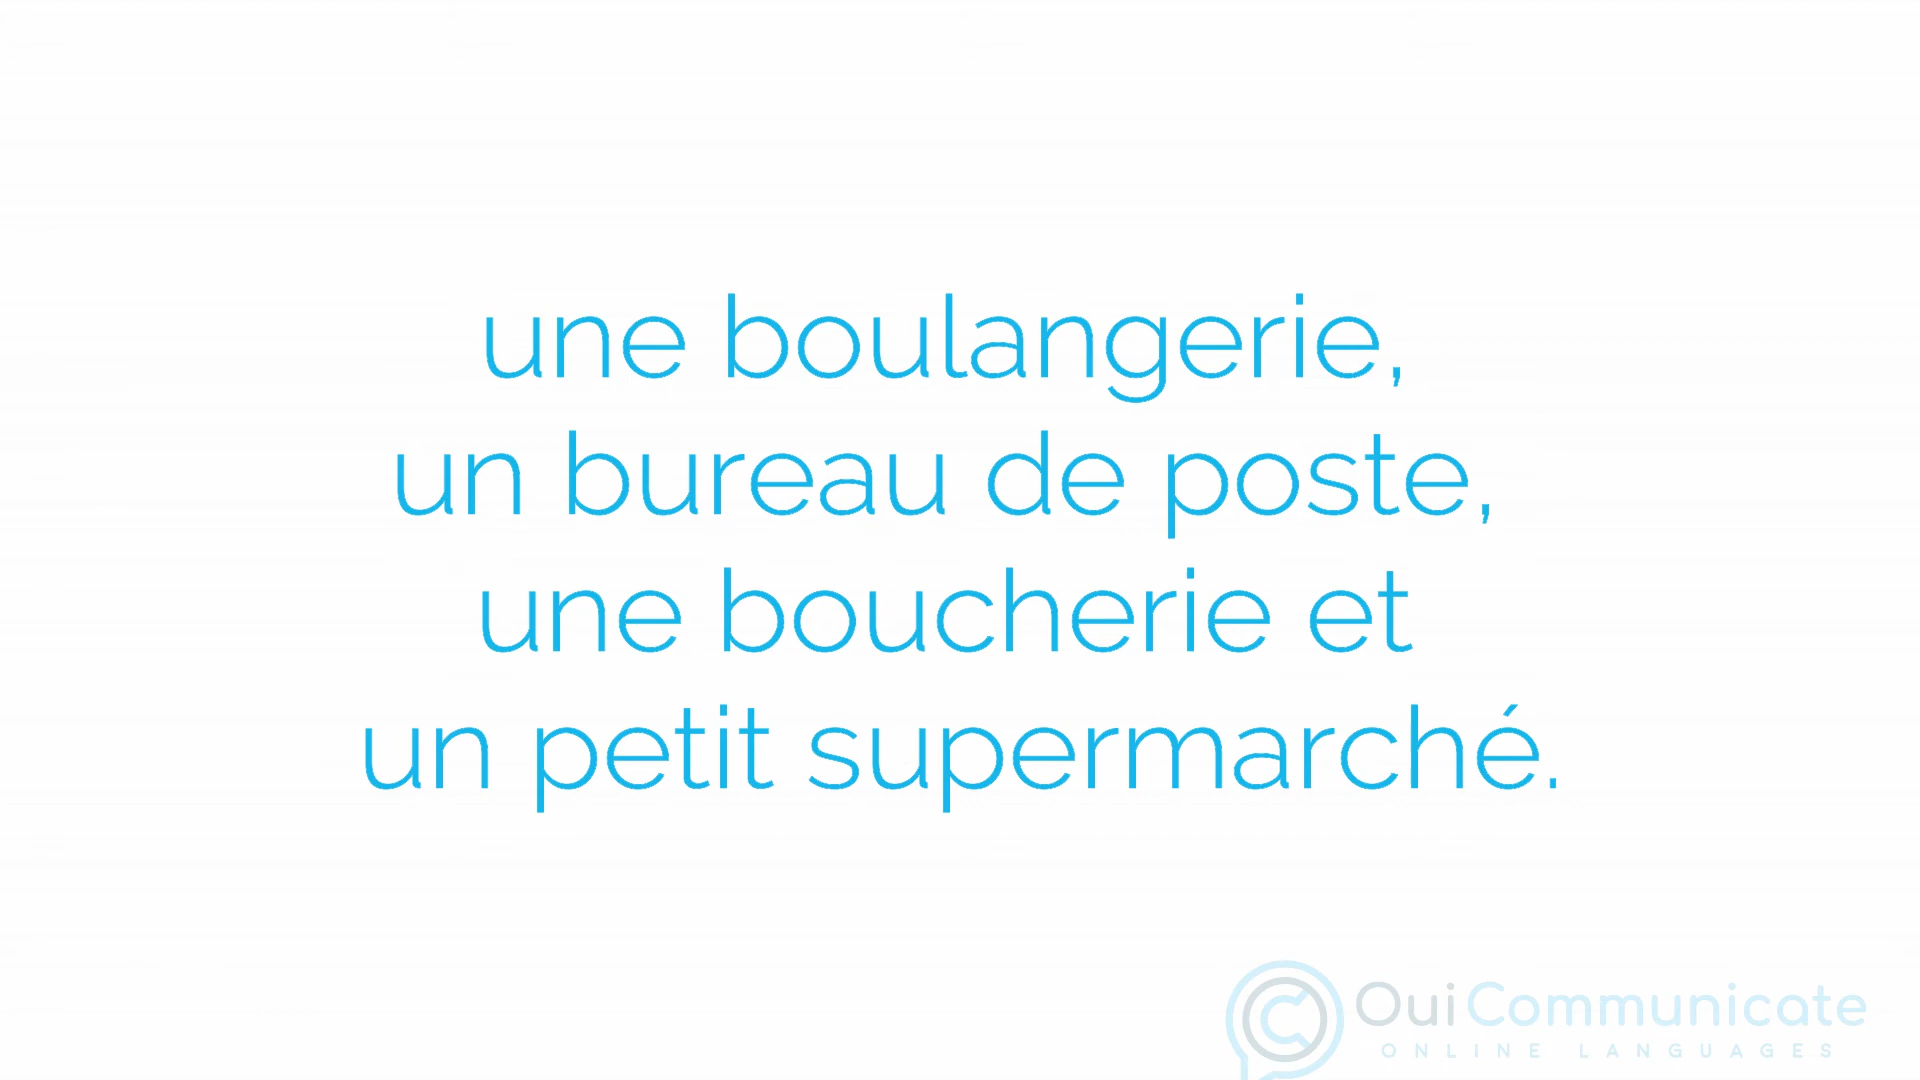 une boulangerie,
un bureau de poste,
une boucherie et
un petit supermarché.
OuiCommunicate
ONLINE LANGUAGES